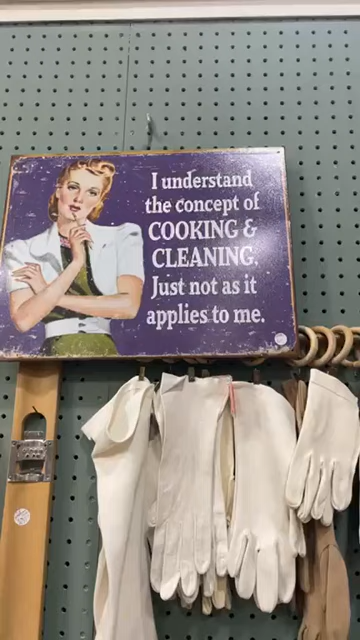 I understand
the concept of
COOKING &
CLEANING.
Just not as it
applies to me.